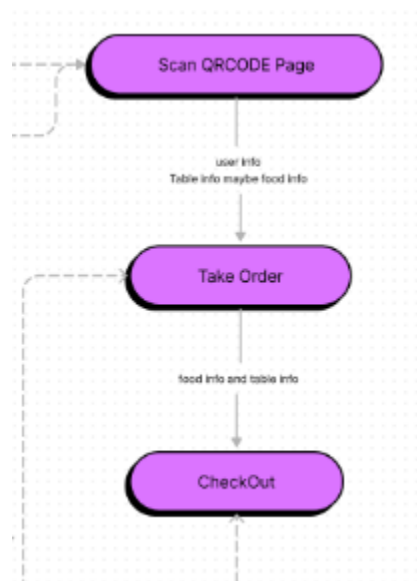 Scan QRCODE Page
user info
Table info maybe food info
Take Order
food info and table info
CheckOut